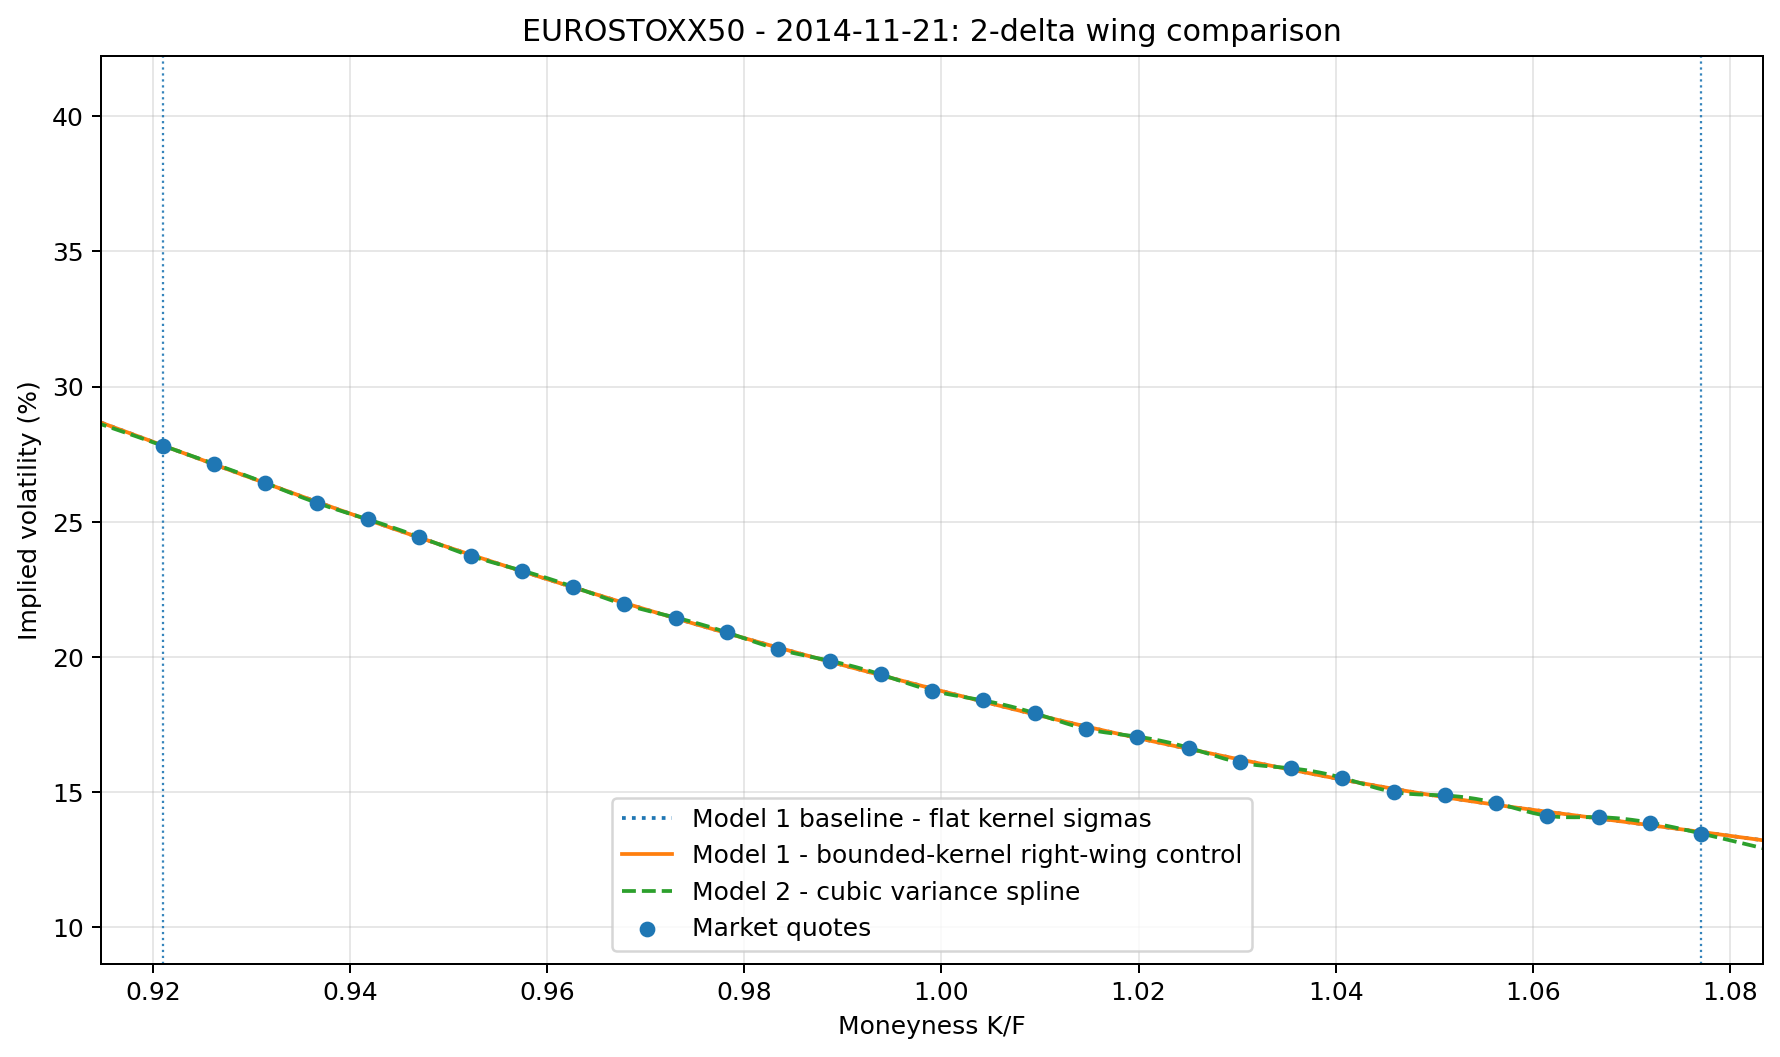 EUROSTOXX50 - 2014-11-21: 2-delta wing comparison
Implied volatility (%)
40
35
30
25
20
15
10
Model 1 baseline - flat kernel sigmas
Model 1 - bounded-kernel right-wing control
Model 2 - cubic variance spline
Market quotes
0.92 0.94 0.96 0.98 1.00 1.02 1.04 1.06 1.08
Moneyness K/F